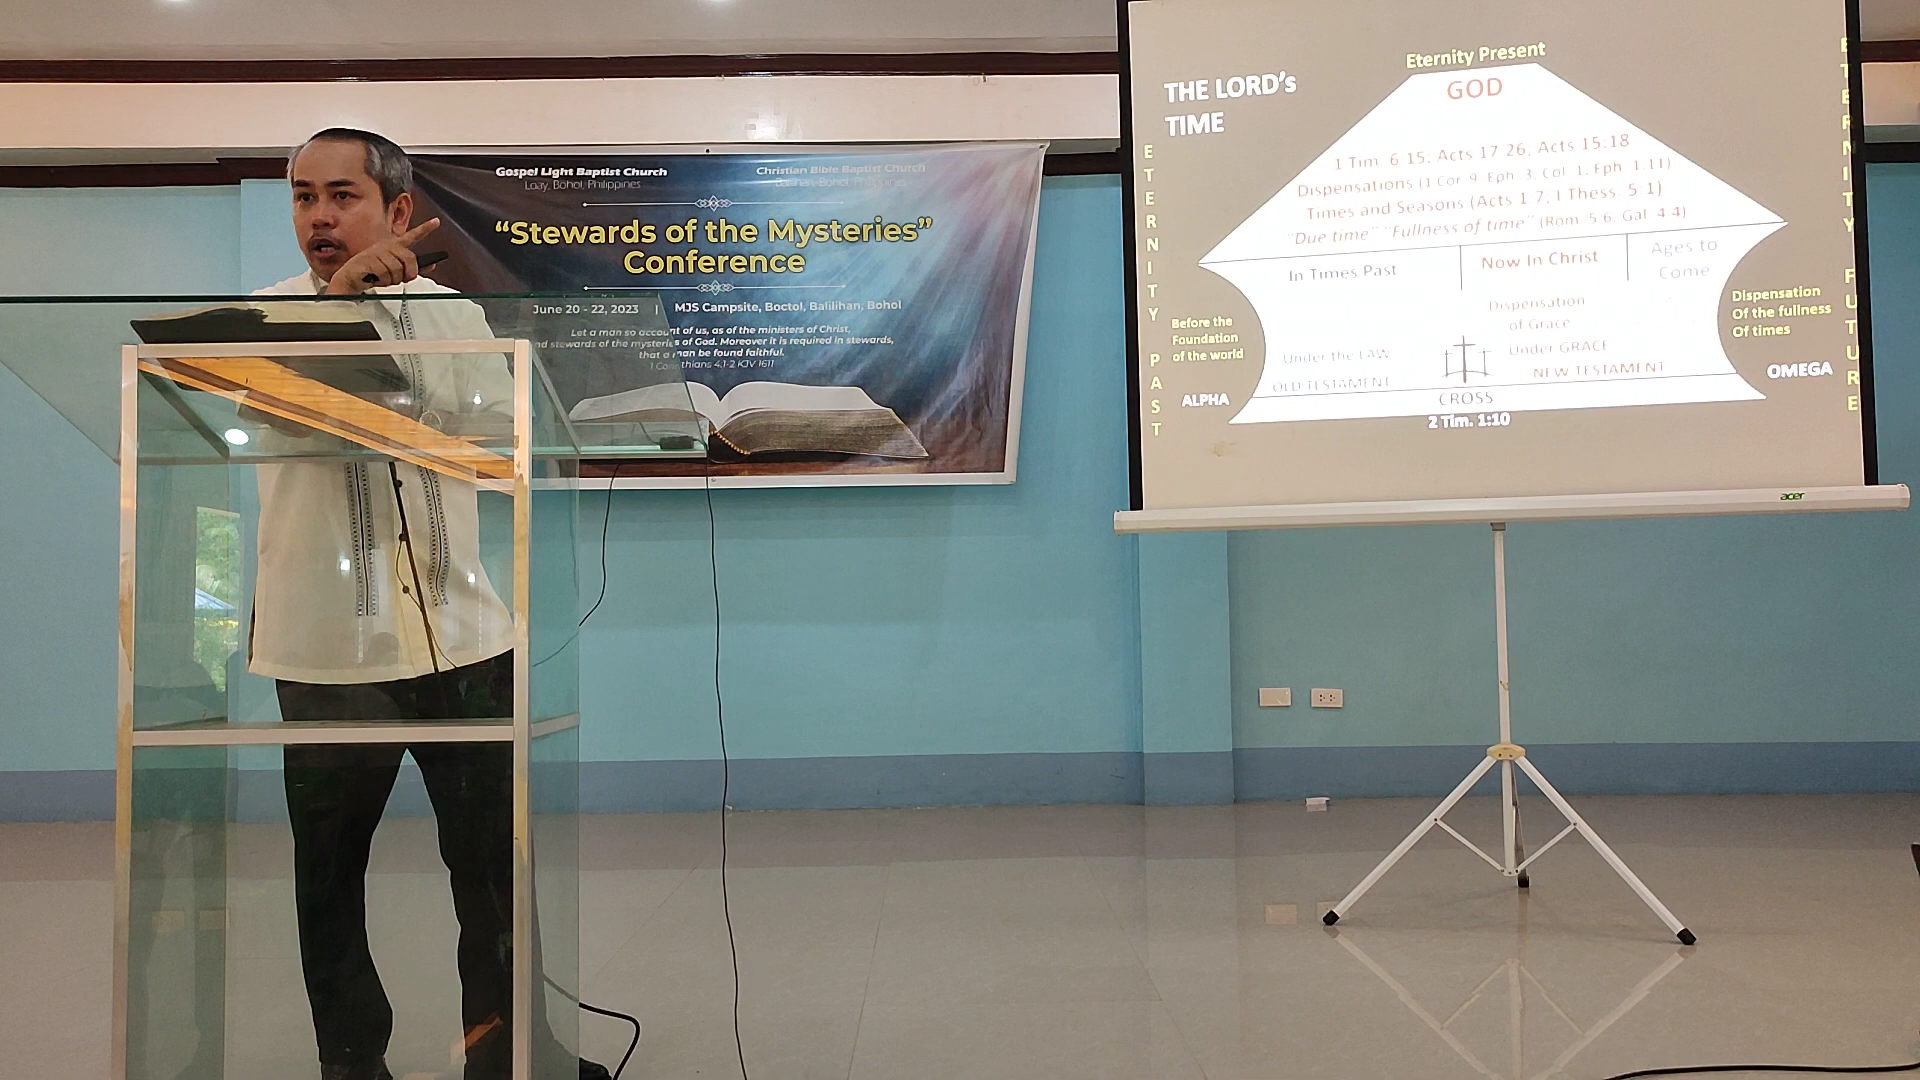 Gospel Light Baptist Church
Loay, Bohol, Philippines
Christian Bible Baptist Church
Balilihan, Bohol, Philippines
“Stewards of the Mysteries”
Conference
June 20 - 22, 2023 | MJS Campsite, Boctol, Balilihan, Bohol
Let a man so account of us, as of the ministers of Christ,
and stewards of the mysteries of God. Moreover it is required in stewards,
that a man be found faithful.
1 Corinthians 4:1-2 KJV 1611
Eternity Present
THE LORD's
TIME
GOD
1 Tim. 6 15. Acts 17 26, Acts 15.18
Dispensations (1 Cor. 9. Eph. 3. Col. 1. Eph. 1.11)
Times and Seasons (Acts 1 7, I Thess. 5 1)
"Due time" "Fullness of time" (Rom. 5 6. Gal. 4 4)
In Times Past
Now In Christ
Ages to
Come
ETERNITY PAST
Before the
Foundation
of the world
ALPHA
Dispensation
of Grace
Under the LAW
Under GRACE
OLD TESTAMENT
NEW TESTAMENT
CROSS
2 Tim. 1:10
Dispensation
Of the fullness
Of times
OMEGA
ETERNITY FUTURE
acer